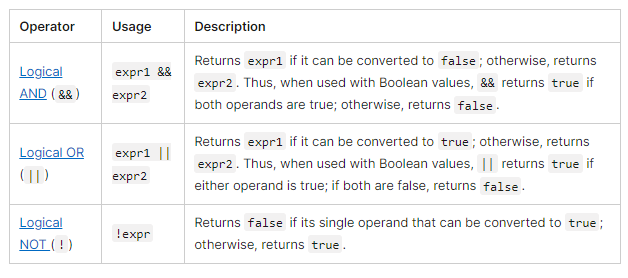 Operator Usage Description
Logical AND (&&) expr1 && expr2 Returns expr1 if it can be converted to false; otherwise, returns
expr2. Thus, when used with Boolean values, && returns true if
both operands are true; otherwise, returns false.
Logical OR (||) expr1 || expr2 Returns expr1 if it can be converted to true; otherwise, returns
expr2. Thus, when used with Boolean values, || returns true if
either operand is true; if both are false, returns false.
Logical NOT (!) !expr Returns false if its single operand that can be converted to true;
otherwise, returns true.